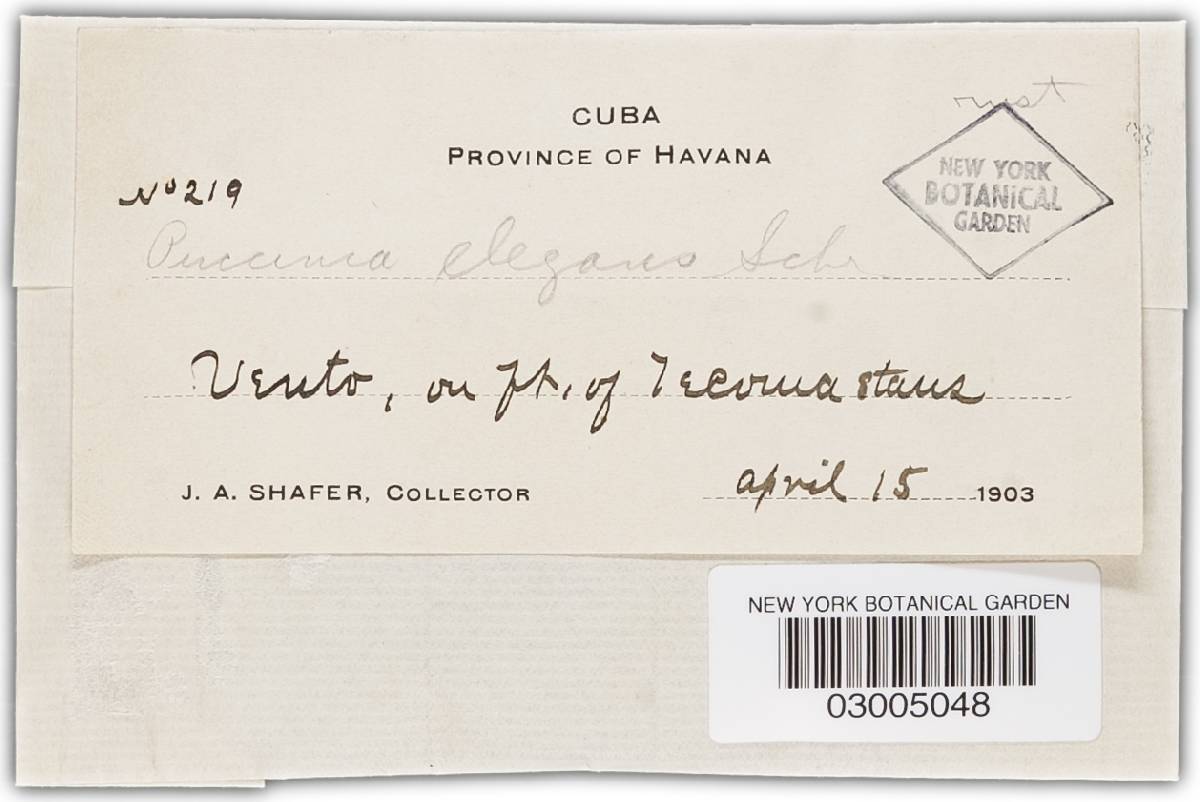 rust
CUBA
PROVINCE OF HAVANA
NEW YORK
BOTANICAL
GARDEN
No 219
Puccinia elegans Schr
Vento, on ft. of Tecoma stans
J. A. SHAFER, COLLECTOR
april 15 1903
NEW YORK BOTANICAL GARDEN
03005048